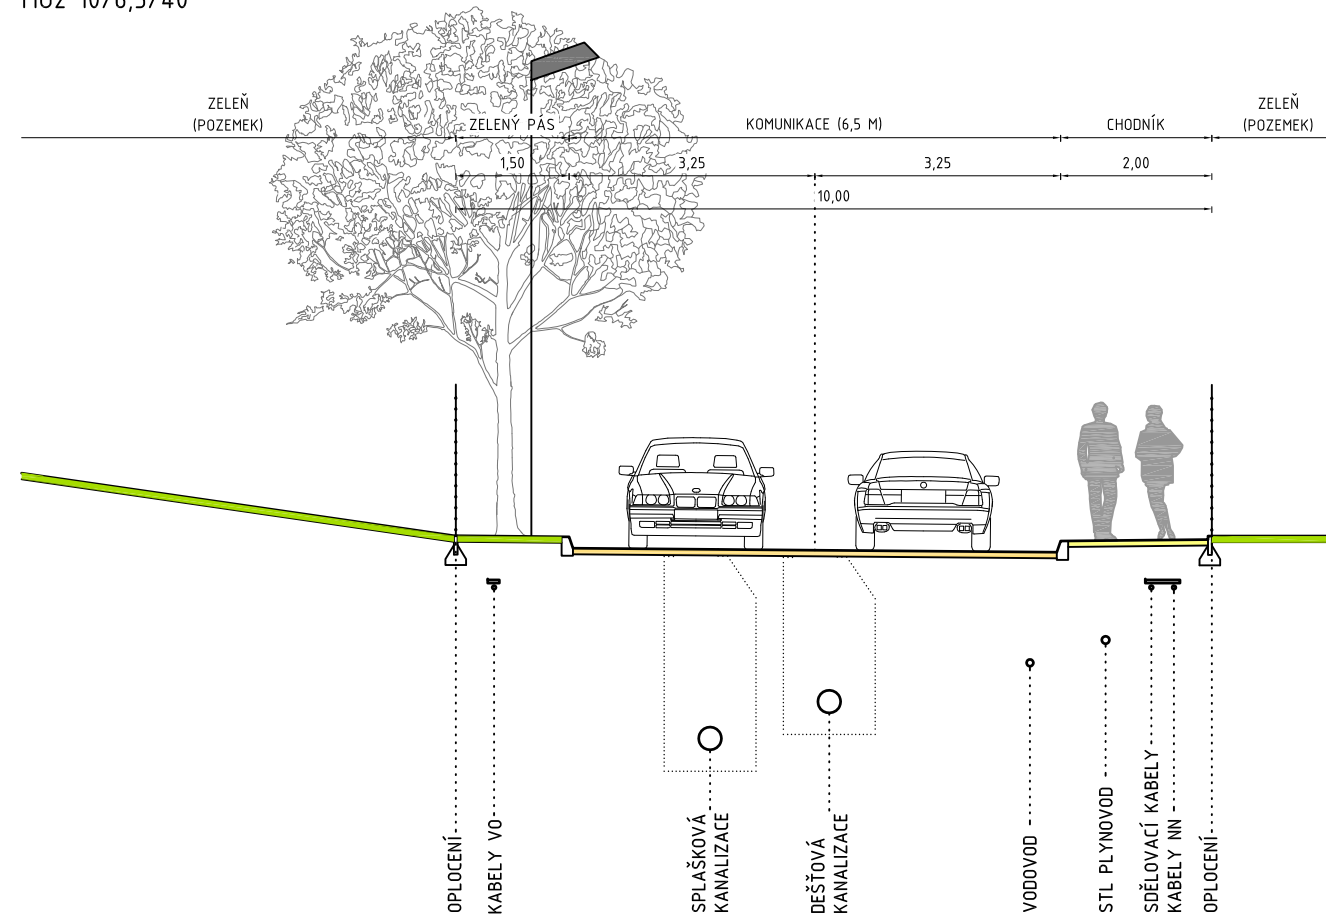 ZELEŇ
(POZEMEK)
ZELENÝ PÁS
KOMUNIKACE (6,5 M)
CHODNÍK
ZELEŇ
(POZEMEK)
1,50
3,25
3,25
2,00
10,00
OPLOCENÍ
KABELY VO
SPLAŠKOVÁ
KANALIZACE
DEŠŤOVÁ
KANALIZACE
VODOVOD
STL PLYNOVOD
SDĚLOVACÍ KABELY
KABELY NN
OPLOCENÍ